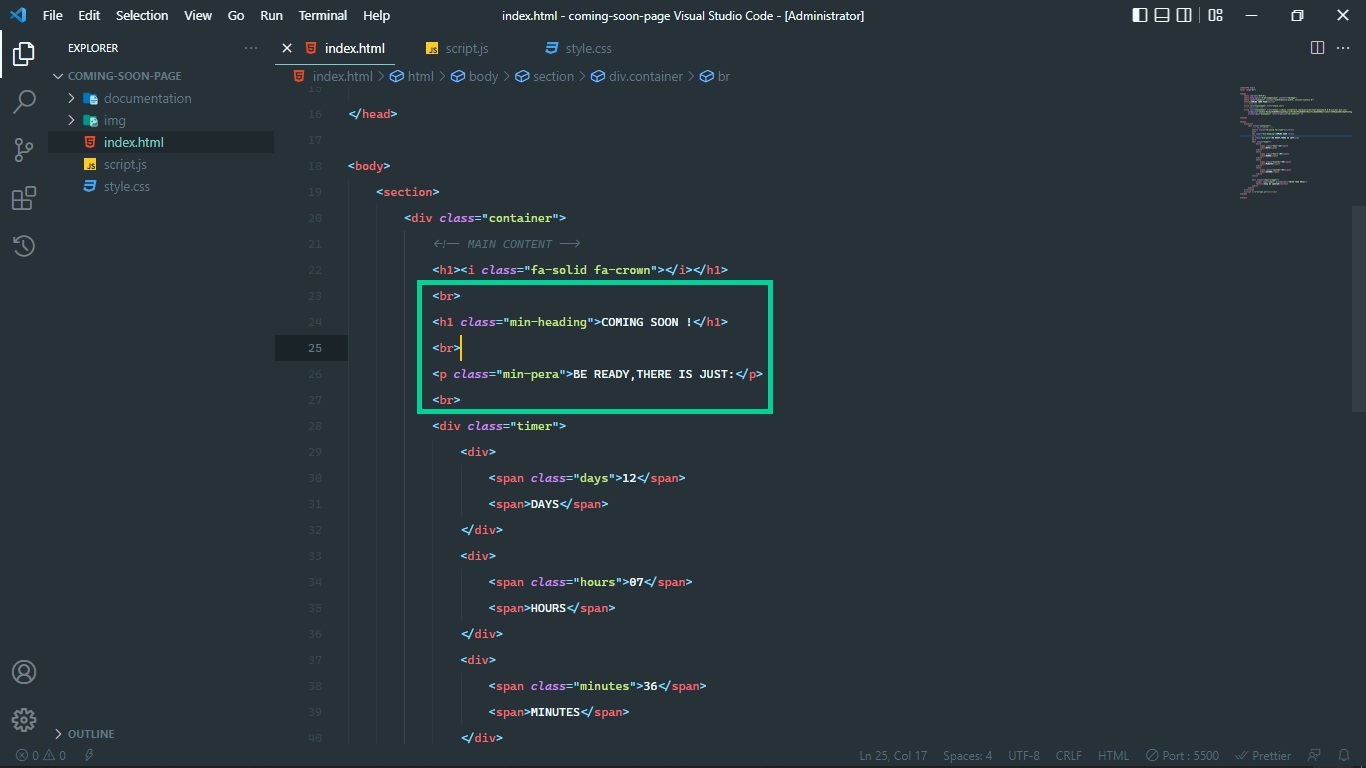 File Edit Selection View Go Run Terminal Help index.html - coming-soon-page Visual Studio Code - [Administrator]
EXPLORER
COMING-SOON-PAGE
documentation
img
index.html
script.js
style.css
OUTLINE
index.html script.js style.css
index.html > html > body > section > div.container > br
15
16 </head>
17
18 <body>
19 <section>
20 <div class="container">
21 <!-- MAIN CONTENT -->
22 <h1><i class="fa-solid fa-crown"></i></h1>
23 <br>
24 <h1 class="min-heading">COMING SOON !</h1>
25 <br>
26 <p class="min-pera">BE READY,THERE IS JUST:</p>
27 <br>
28 <div class="timer">
29 <div>
30 <span class="days">12</span>
31 <span>DAYS</span>
32 </div>
33 <div>
34 <span class="hours">07</span>
35 <span>HOURS</span>
36 </div>
37 <div>
38 <span class="minutes">36</span>
39 <span>MINUTES</span>
40 </div>
0 0 Ln 25, Col 17 Spaces: 4 UTF-8 CRLF HTML Port : 5500 Prettier